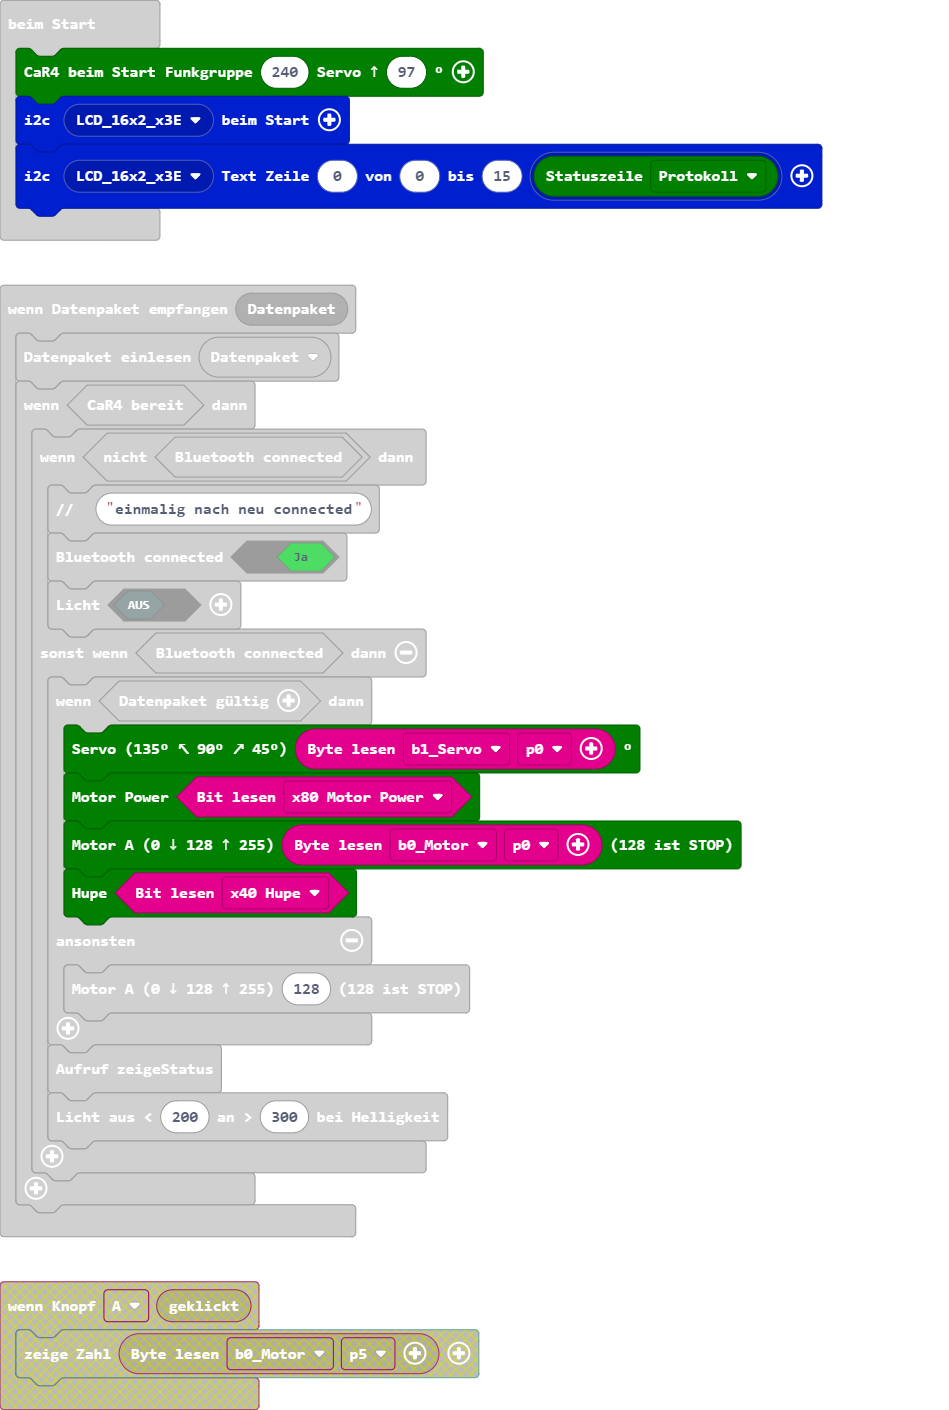 beim Start
CaR4 beim Start Funkgruppe 240 Servo ↑ 97 °
i2c LCD_16x2_x3E beim Start
i2c LCD_16x2_x3E Text Zeile 0 von 0 bis 15 Statuszeile Protokoll
wenn Datenpaket empfangen Datenpaket
Datenpaket einlesen Datenpaket
wenn CaR4 bereit dann
wenn nicht Bluetooth connected dann
// "einmalig nach neu connected"
Bluetooth connected Ja
Licht AUS
sonst wenn Bluetooth connected dann
wenn Datenpaket gültig dann
Servo (135° ↖ 90° ↗ 45°) Byte lesen b1_Servo p0 °
Motor Power Bit lesen x80 Motor Power
Motor A (0 ↓ 128 ↑ 255) Byte lesen b0_Motor p0 (128 ist STOP)
Hupe Bit lesen x40 Hupe
ansonsten
Motor A (0 ↓ 128 ↑ 255) 128 (128 ist STOP)
Aufruf zeigeStatus
Licht aus < 200 an > 300 bei Helligkeit
wenn Knopf A geklickt
zeige Zahl Byte lesen b0_Motor p5